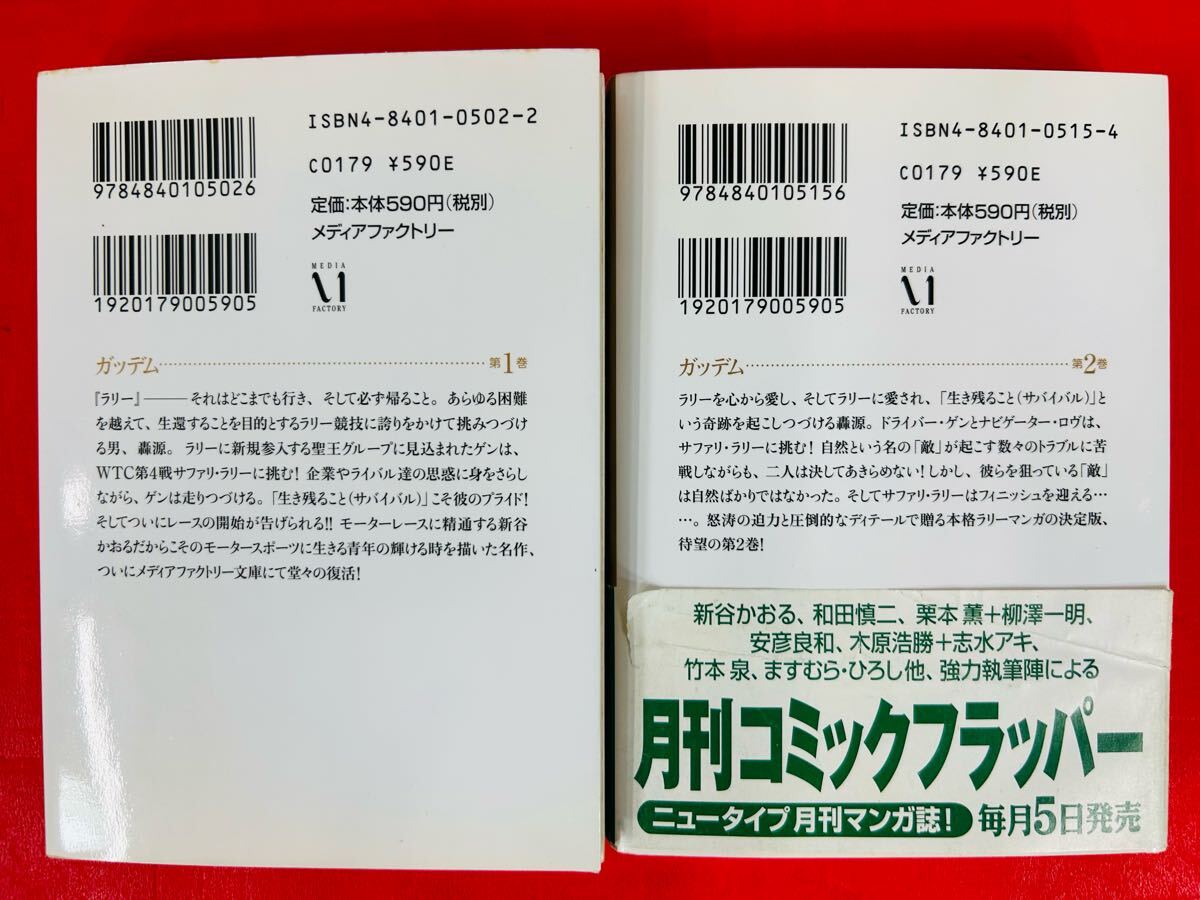 ISBN4-8401-0502-2
9784840105026
C0179 ¥590E
定価:本体590円(税別)
メディアファクトリー
1920179005905
MEDIA
FACTORY
ガッデム 第1巻
『ラリー』――それはどこまでも行き、そして必す帰ること。あらゆる困難
を越えて、生還することを目的とするラリー競技に誇りをかけて挑みつづけ
る男、轟源。ラリーに新規参入する聖王グループに見込まれたゲンは、
WTC第4戦サファリ・ラリーに挑む! 企業やライバル達の思惑に身をさらし
ながら、ゲンは走りつづける。「生き残ること(サバイバル)」こそ彼のプライド!
そしてついにレースの開始が告げられる!! モーターレースに精通する新谷
かおるだからこそのモータースポーツに生きる青年の輝ける時を描いた名作、
ついにメディアファクトリー文庫にて堂々の復活!
ISBN4-8401-0515-4
9784840105156
C0179 ¥590E
定価:本体590円(税別)
メディアファクトリー
1920179005905
MEDIA
FACTORY
ガッデム 第2巻
ラリーを心から愛し、そしてラリーに愛され、「生き残ること(サバイバル)」と
いう奇跡を起こしつづける轟源。ドライバー・ゲンとナビゲーター・ロヴは、
サファリ・ラリーに挑む! 自然という名の「敵」が起こす数々のトラブルに苦
戦しながらも、二人は決してあきらめない! しかし、彼らを狙っている「敵」
は自然ばかりではなかった。そしてサファリ・ラリーはフィニッシュを迎える…
…。怒涛の迫力と圧倒的なディテールで贈る本格ラリーマンガの決定版、
待望の第2巻!
新谷かおる、和田慎二、栗本 薫+柳澤一明、
安彦良和、木原浩勝+志水アキ、
竹本 泉、ますむら・ひろし他、強力執筆陣による
月刊コミックフラッパー
ニュータイプ月刊マンガ誌! 毎月5日発売